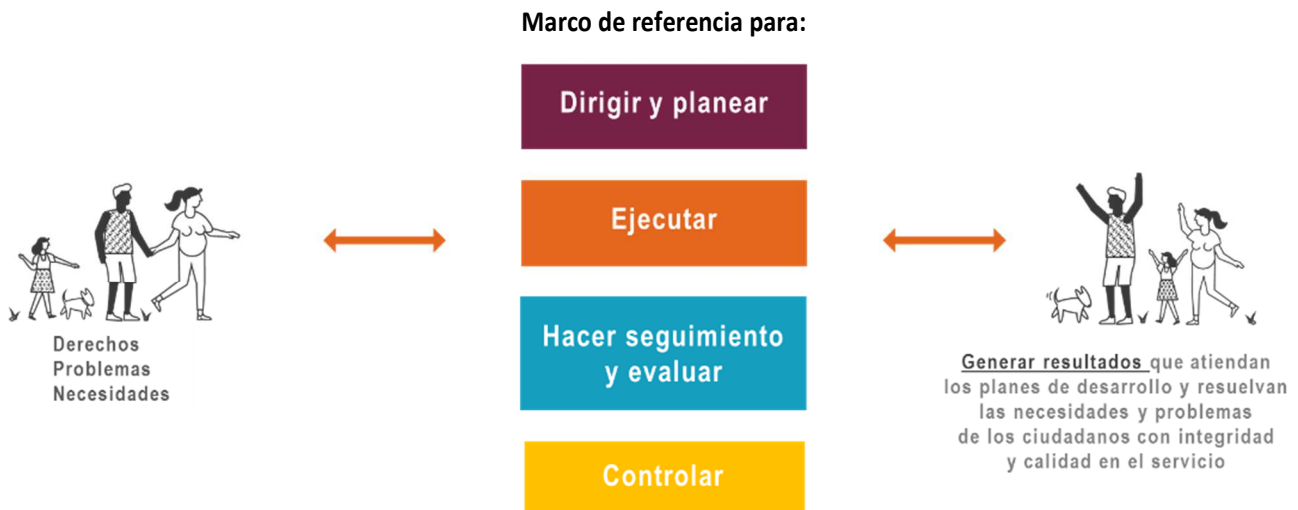 Marco de referencia para:
Dirigir y planear
Ejecutar
Hacer seguimiento
y evaluar
Controlar
Derechos
Problemas
Necesidades
Generar resultados que atiendan
los planes de desarrollo y resuelvan
las necesidades y problemas
de los ciudadanos con integridad
y calidad en el servicio